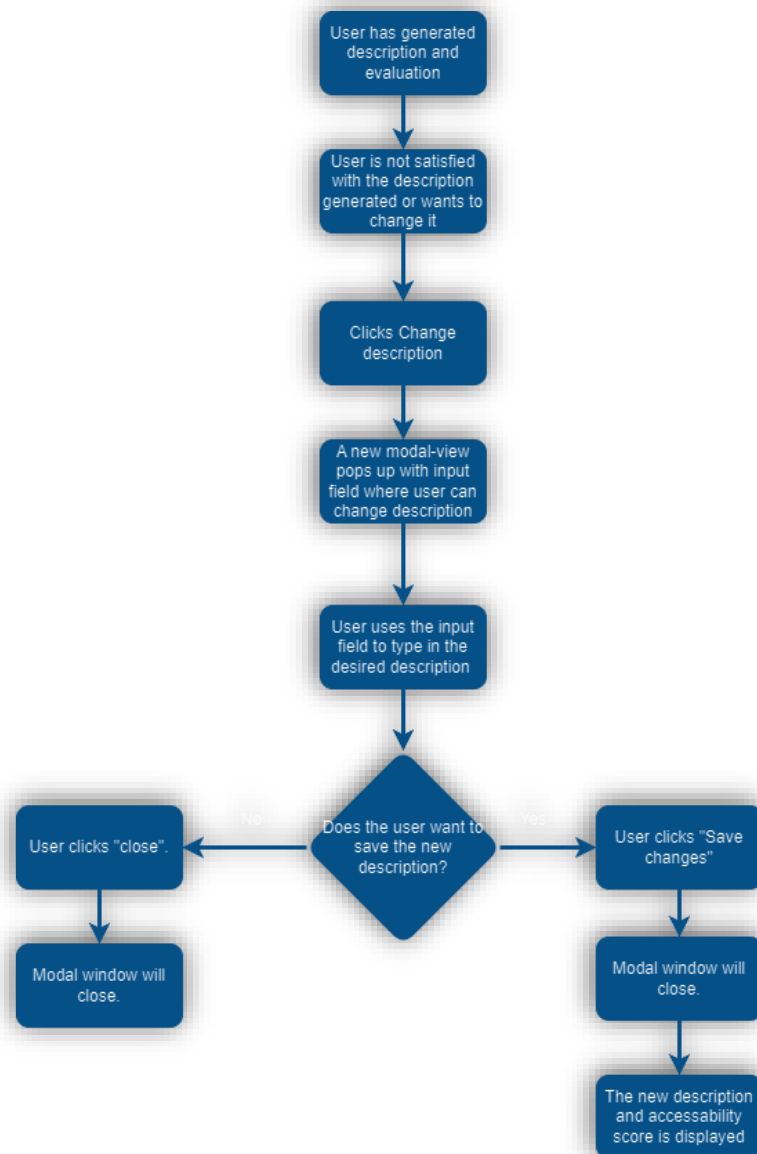 User has generated
description and
evaluation
User is not satisfied
with the description
generated or wants to
change it
Clicks Change
description
A new modal-view
pops up with input
field where user can
change description
User uses the input
field to type in the
desired description
Does the user want to
save the new
description?
No
Yes
User clicks "close".
Modal window will
close.
User clicks "Save
changes"
Modal window will
close.
The new description
and accessability
score is displayed